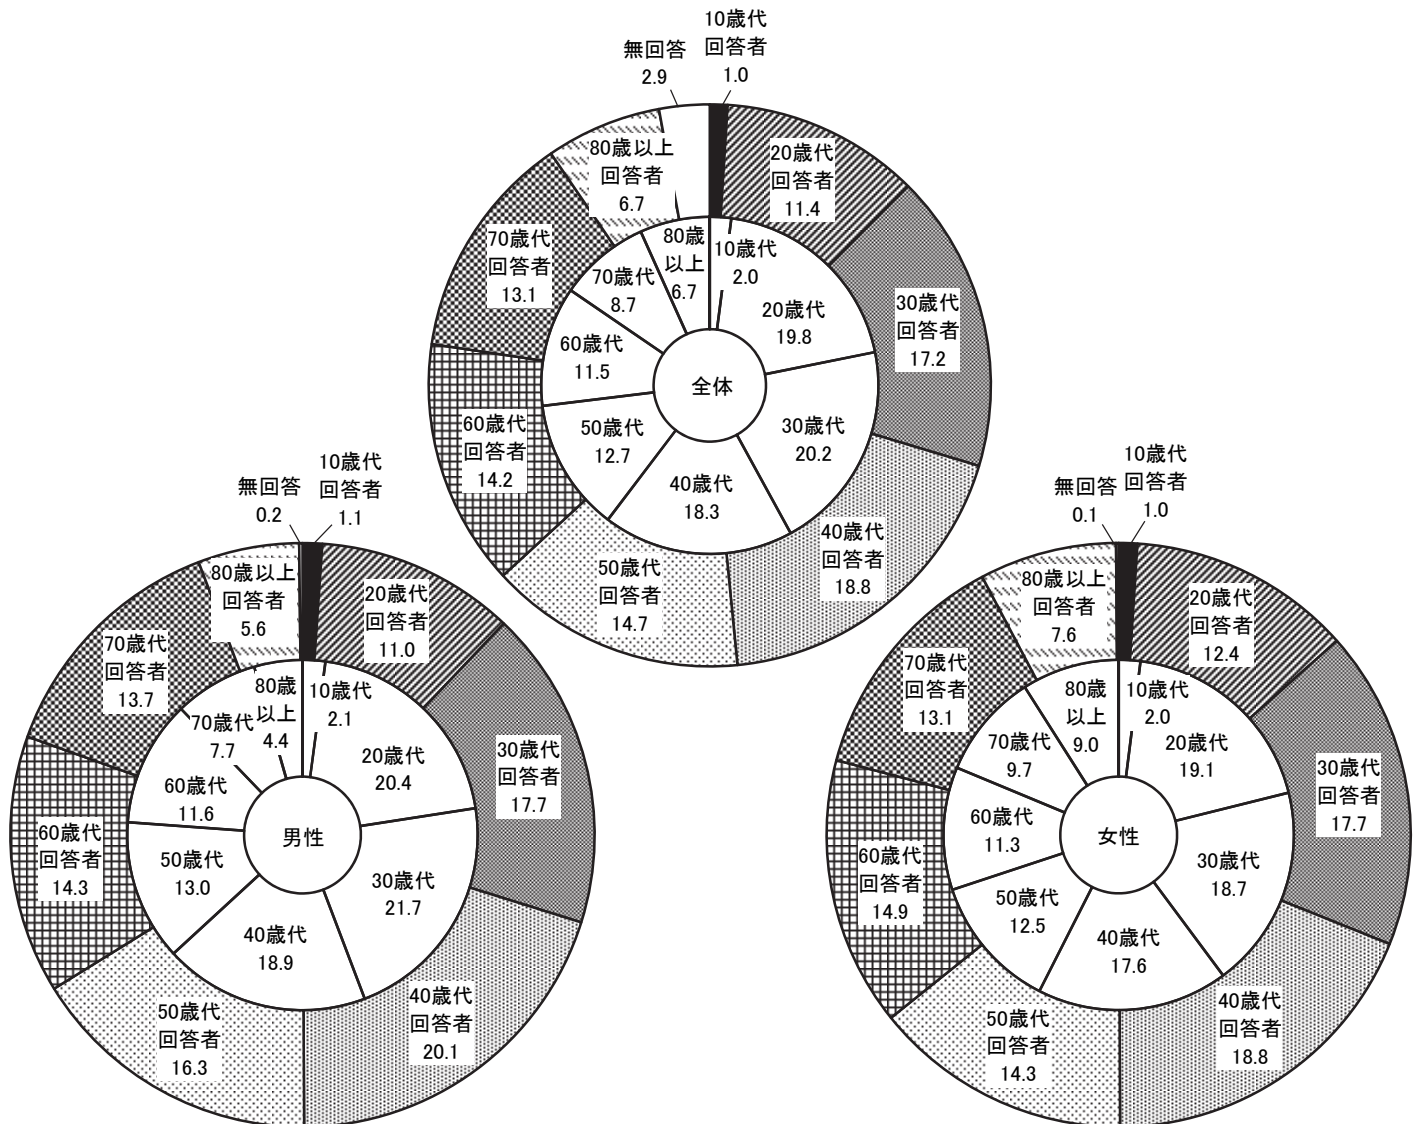 無回答
2.9
10歳代
回答者
1.0
20歳代
回答者
11.4
30歳代
回答者
17.2
40歳代
回答者
18.8
50歳代
回答者
14.7
60歳代
回答者
14.2
70歳代
回答者
13.1
80歳以上
回答者
6.7
10歳代
2.0
20歳代
19.8
30歳代
20.2
40歳代
18.3
50歳代
12.7
60歳代
11.5
70歳代
8.7
80歳
以上
6.7
全体
無回答
0.2
10歳代
回答者
1.1
20歳代
回答者
11.0
30歳代
回答者
17.7
40歳代
回答者
20.1
50歳代
回答者
16.3
60歳代
回答者
14.3
70歳代
回答者
13.7
80歳以上
回答者
5.6
10歳代
2.1
20歳代
20.4
30歳代
21.7
40歳代
18.9
50歳代
13.0
60歳代
11.6
70歳代
7.7
80歳
以上
4.4
男性
無回答
0.1
10歳代
回答者
1.0
20歳代
回答者
12.4
30歳代
回答者
17.7
40歳代
回答者
18.8
50歳代
回答者
14.3
60歳代
回答者
14.9
70歳代
回答者
13.1
80歳以上
回答者
7.6
10歳代
2.0
20歳代
19.1
30歳代
18.7
40歳代
17.6
50歳代
12.5
60歳代
11.3
70歳代
9.7
80歳
以上
9.0
女性